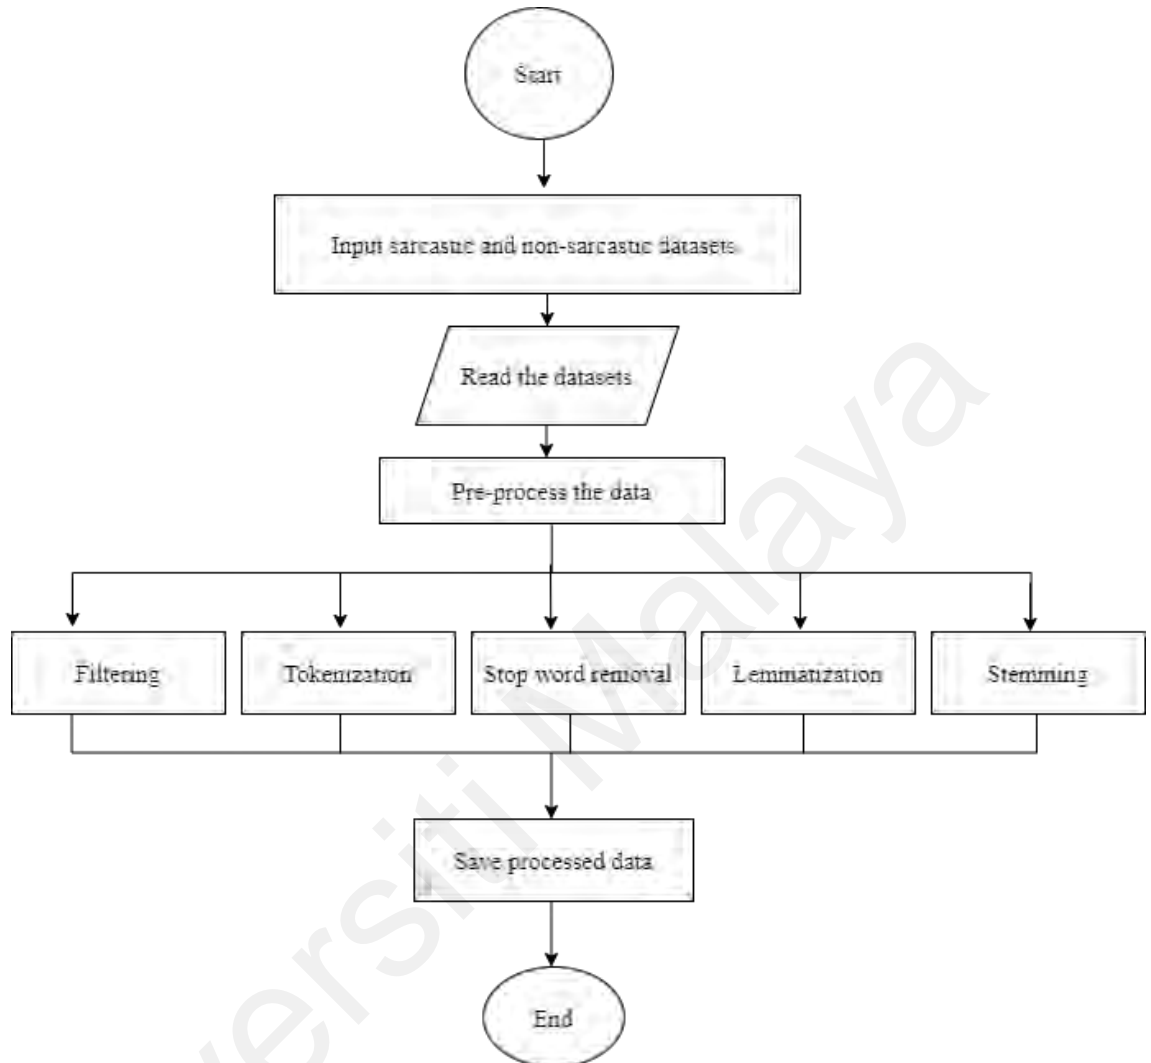 Start
Input sarcastic and non-sarcastic datasets
Read the datasets
Pre-process the data
Filtering
Tokenization
Stop word removal
Lemmatization
Stemming
Save processed data
End
versiti Malaya